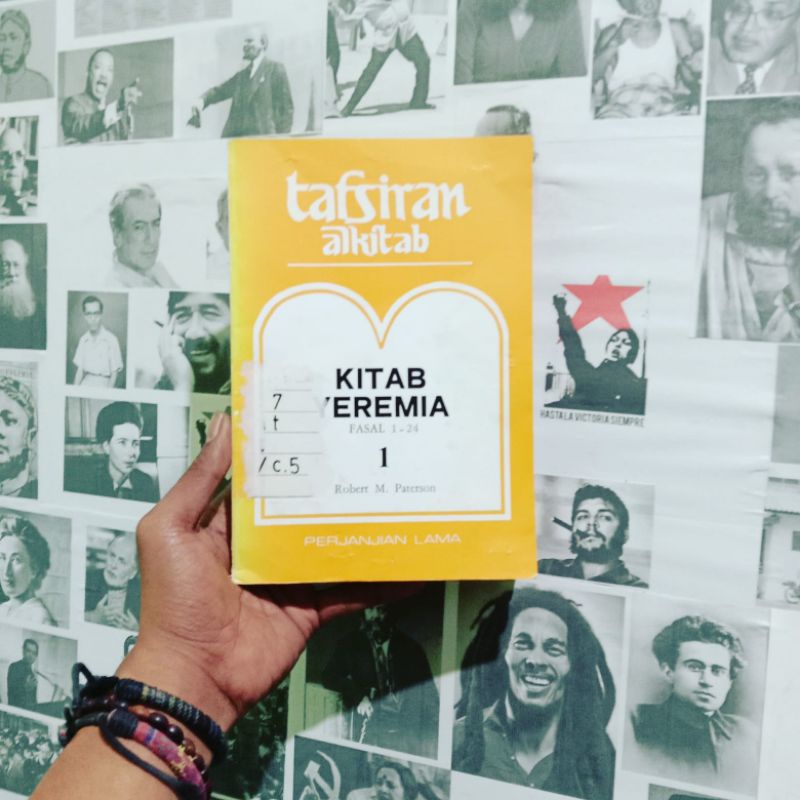 tafsiran
alkitab
KITAB
YEREMIA
FASAL 1-24
1
Robert M. Paterson
PERJANJIAN LAMA
7
t
/ c.5
HASTA LA VICTORIA SIEMPRE